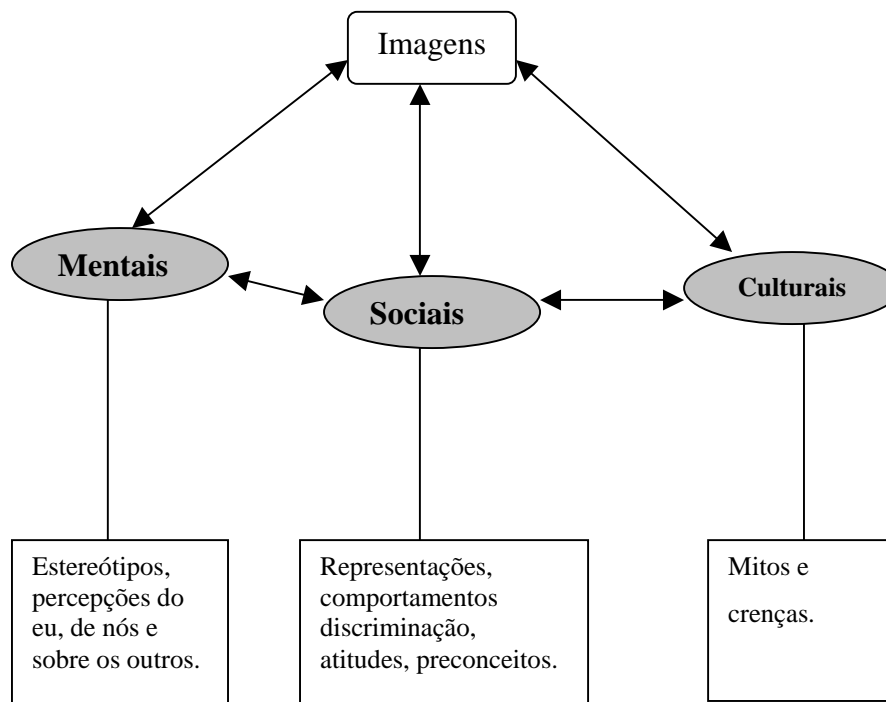 Imagens
Mentais
Sociais
Culturais
Estereótipos,
percepções do
eu, de nós e
sobre os outros.
Representações,
comportamentos
discriminação,
atitudes, preconceitos.
Mitos e
crenças.